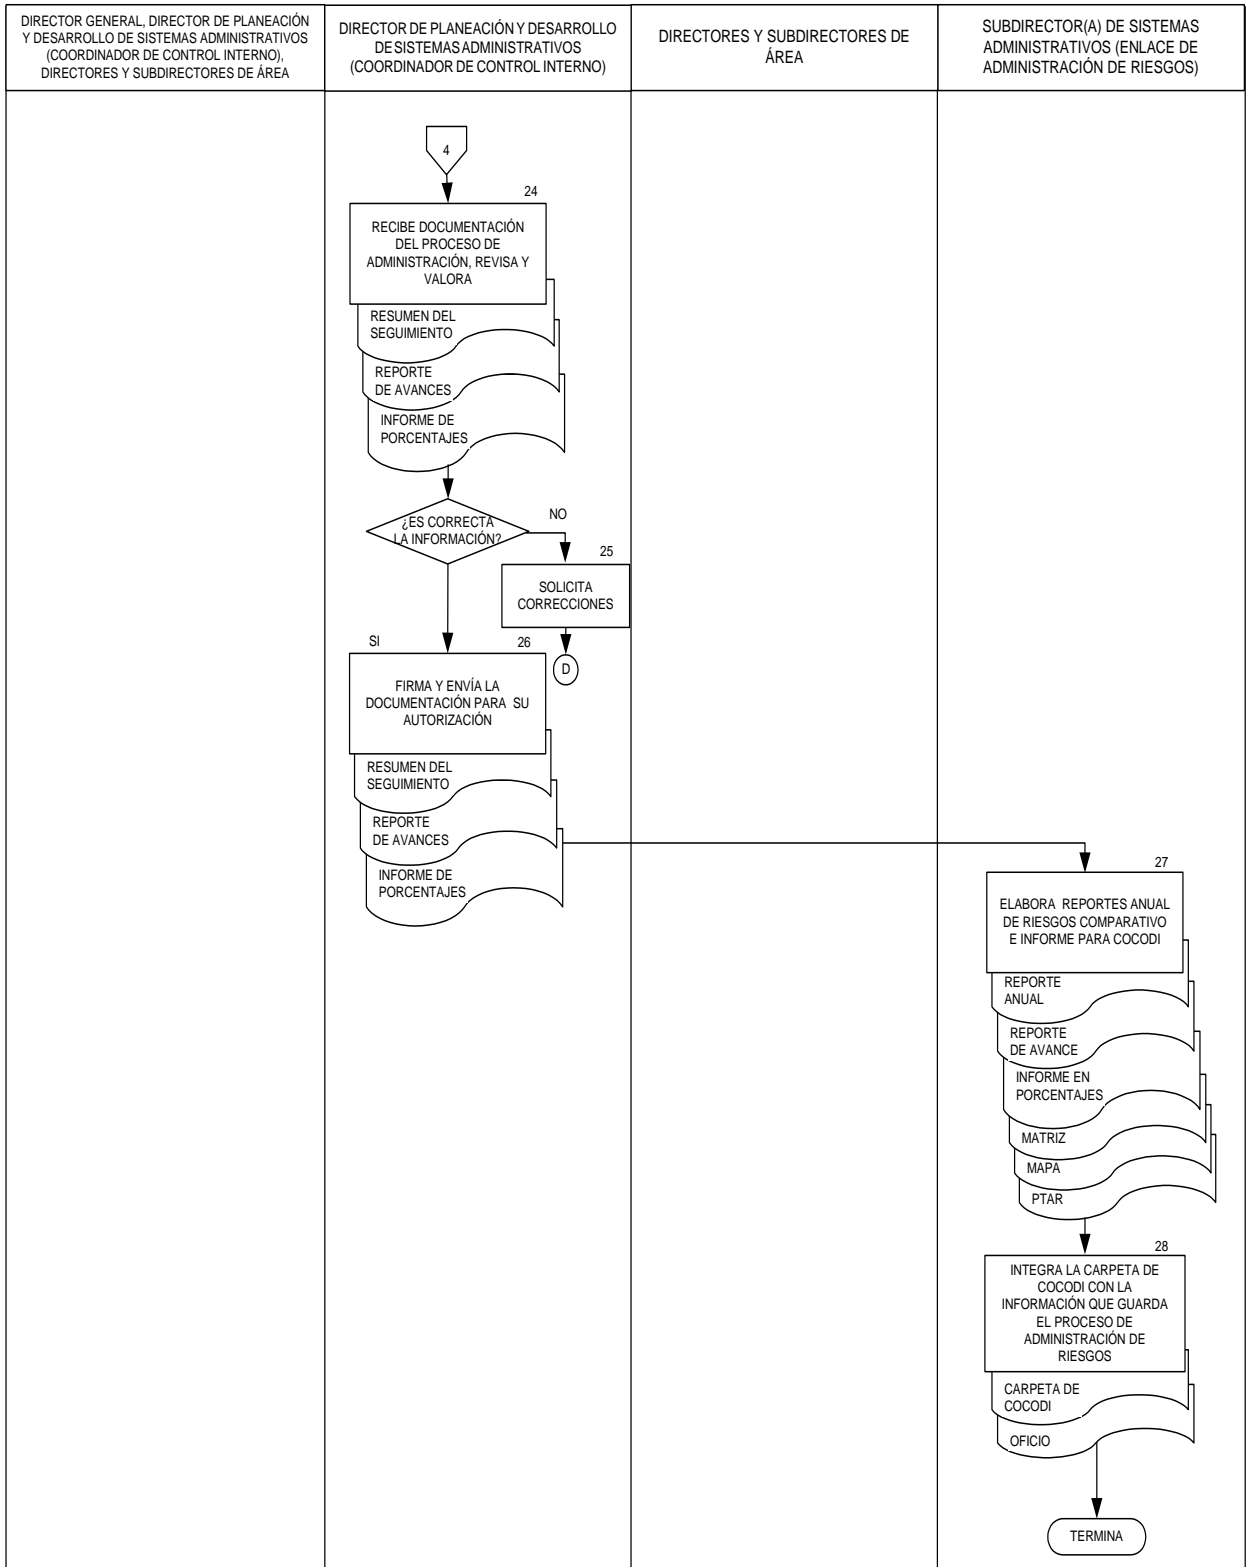 DIRECTOR GENERAL, DIRECTOR DE PLANEACIÓN
Y DESARROLLO DE SISTEMAS ADMINISTRATIVOS
(COORDINADOR DE CONTROL INTERNO),
DIRECTORES Y SUBDIRECTORES DE ÁREA
DIRECTOR DE PLANEACIÓN Y DESARROLLO
DE SISTEMAS ADMINISTRATIVOS
(COORDINADOR DE CONTROL INTERNO)
DIRECTORES Y SUBDIRECTORES DE
ÁREA
SUBDIRECTOR(A) DE SISTEMAS
ADMINISTRATIVOS (ENLACE DE
ADMINISTRACIÓN DE RIESGOS)
4
24
RECIBE DOCUMENTACIÓN
DEL PROCESO DE
ADMINISTRACIÓN, REVISA Y
VALORA
RESUMEN DEL
SEGUIMIENTO
REPORTE
DE AVANCES
INFORME DE
PORCENTAJES
¿ES CORRECTA
LA INFORMACIÓN?
NO
25
SOLICITA
CORRECCIONES
D
SI
26
FIRMA Y ENVÍA LA
DOCUMENTACIÓN PARA SU
AUTORIZACIÓN
RESUMEN DEL
SEGUIMIENTO
REPORTE
DE AVANCES
INFORME DE
PORCENTAJES
27
ELABORA REPORTES ANUAL
DE RIESGOS COMPARATIVO
E INFORME PARA COCODI
REPORTE
ANUAL
REPORTE
DE AVANCE
INFORME EN
PORCENTAJES
MATRIZ
MAPA
PTAR
28
INTEGRA LA CARPETA DE
COCODI CON LA
INFORMACIÓN QUE GUARDA
EL PROCESO DE
ADMINISTRACIÓN DE
RIESGOS
CARPETA DE
COCODI
OFICIO
TERMINA